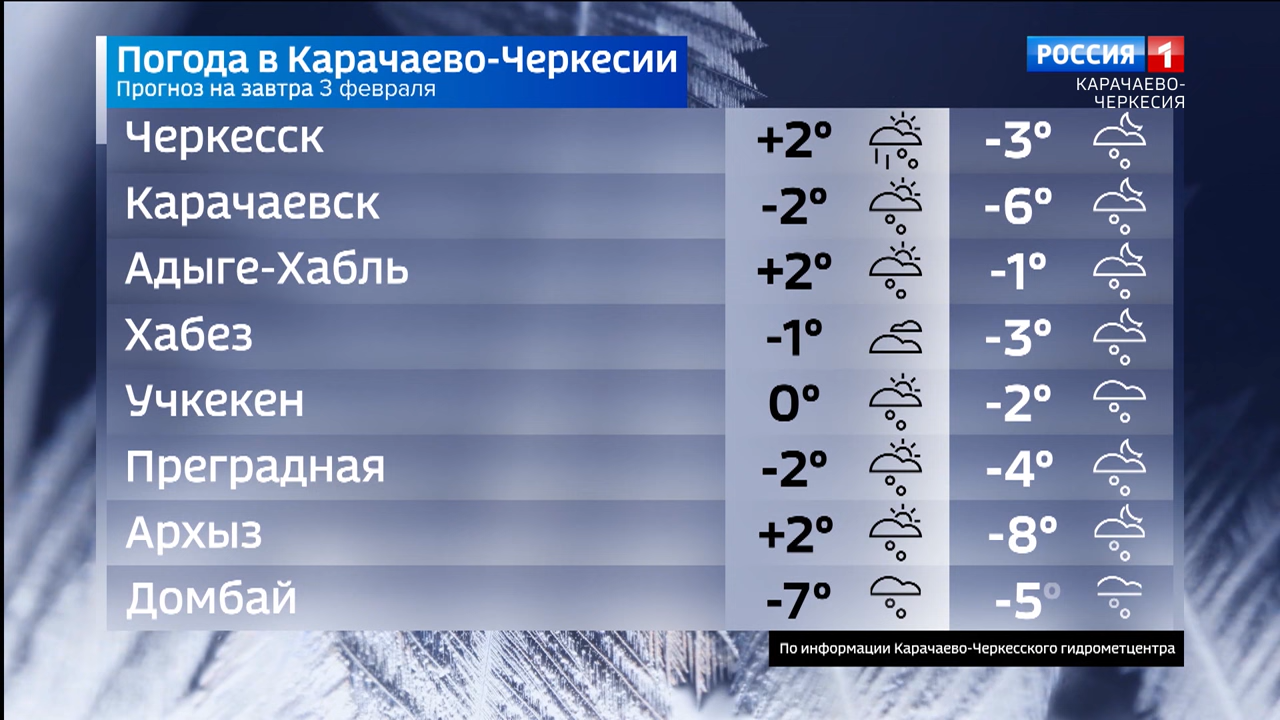 Погода в Карачаево-Черкесии
Прогноз на завтра 3 февраля
РОССИЯ 1
КАРАЧАЕВО-
ЧЕРКЕСИЯ
Черкесск +2° -3°
Карачаевск -2° -6°
Адыге-Хабль +2° -1°
Хабез -1° -3°
Учкекен 0° -2°
Преградная -2° -4°
Архыз +2° -8°
Домбай -7° -5°
По информации Карачаево-Черкесского гидрометцентра